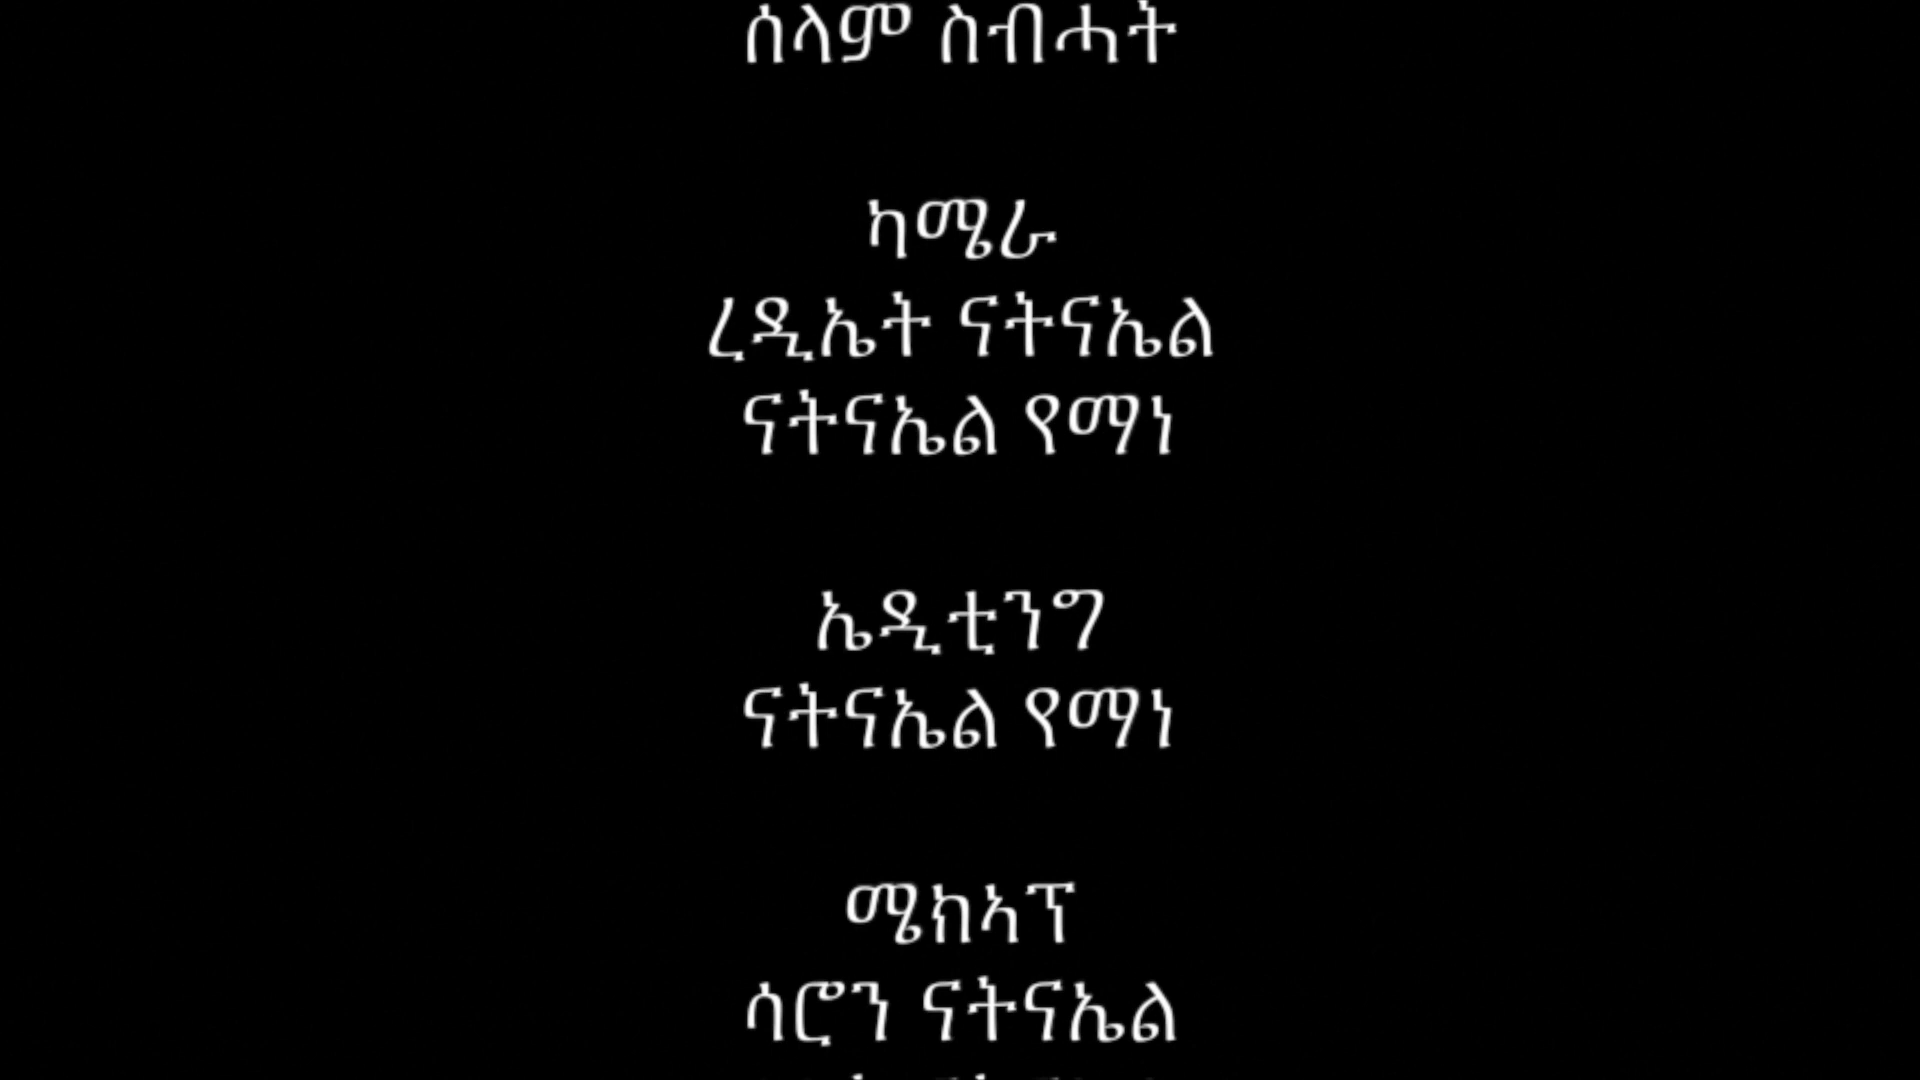 ሰላም ስብሓት
ካሜራ
ረዲኤት ናትናኤል
ናትናኤል የማነ
ኤዲቲንግ
ናትናኤል የማነ
ሜክኣፕ
ሳሮን ናትናኤል